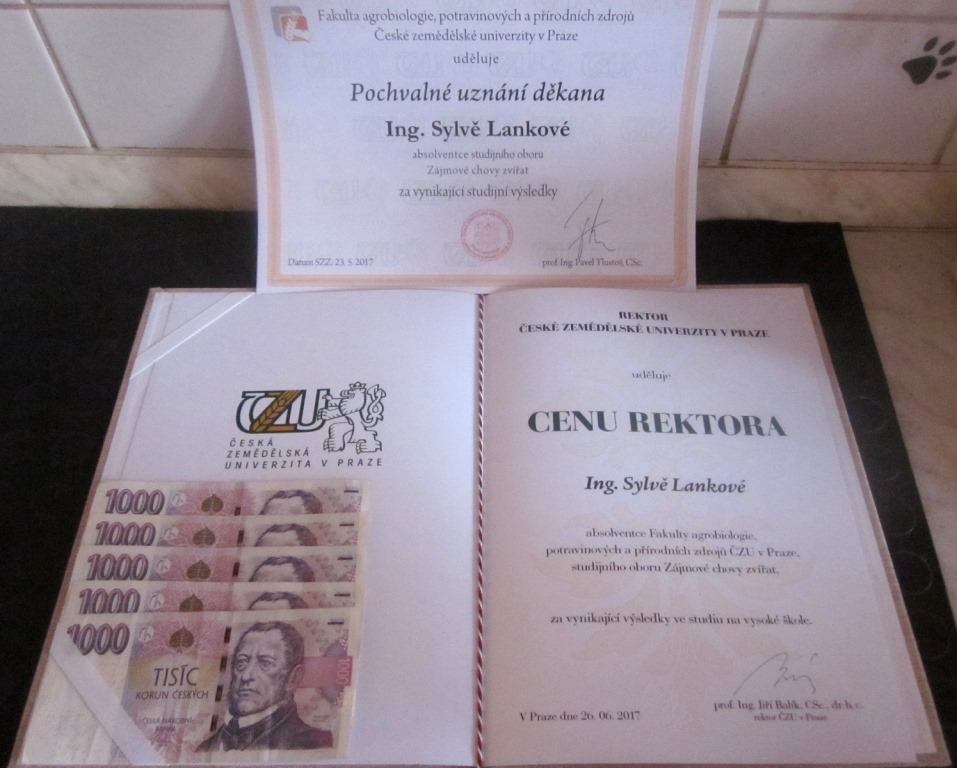 Fakulta agrobiologie, potravinových a přírodních zdrojů
České zemědělské univerzity v Praze
uděluje
Pochvalné uznání děkana
Ing. Sylvě Lankové
absolventce studijního oboru
Zájmové chovy zvířat
za vynikající studijní výsledky
Datum SZZ: 23. 5. 2017
prof. Ing. Pavel Tlustoš, CSc.
ČZU
ČESKÁ
ZEMĚDĚLSKÁ
UNIVERZITA V PRAZE
1000
1000
1000
1000
1000
TISÍC
KORUN ČESKÝCH
ČESKÁ NÁRODNÍ
BANKA
1000
REKTOR
ČESKÉ ZEMĚDĚLSKÉ UNIVERZITY V PRAZE
uděluje
CENU REKTORA
Ing. Sylvě Lankové
absolventce Fakulty agrobiologie,
potravinových a přírodních zdrojů ČZU v Praze,
studijního oboru Zájmové chovy zvířat,
za vynikající výsledky ve studiu na vysoké škole.
V Praze dne 26. 06. 2017
prof. Ing. Jiří Balík, CSc., dr. h. c.
rektor ČZU v Praze